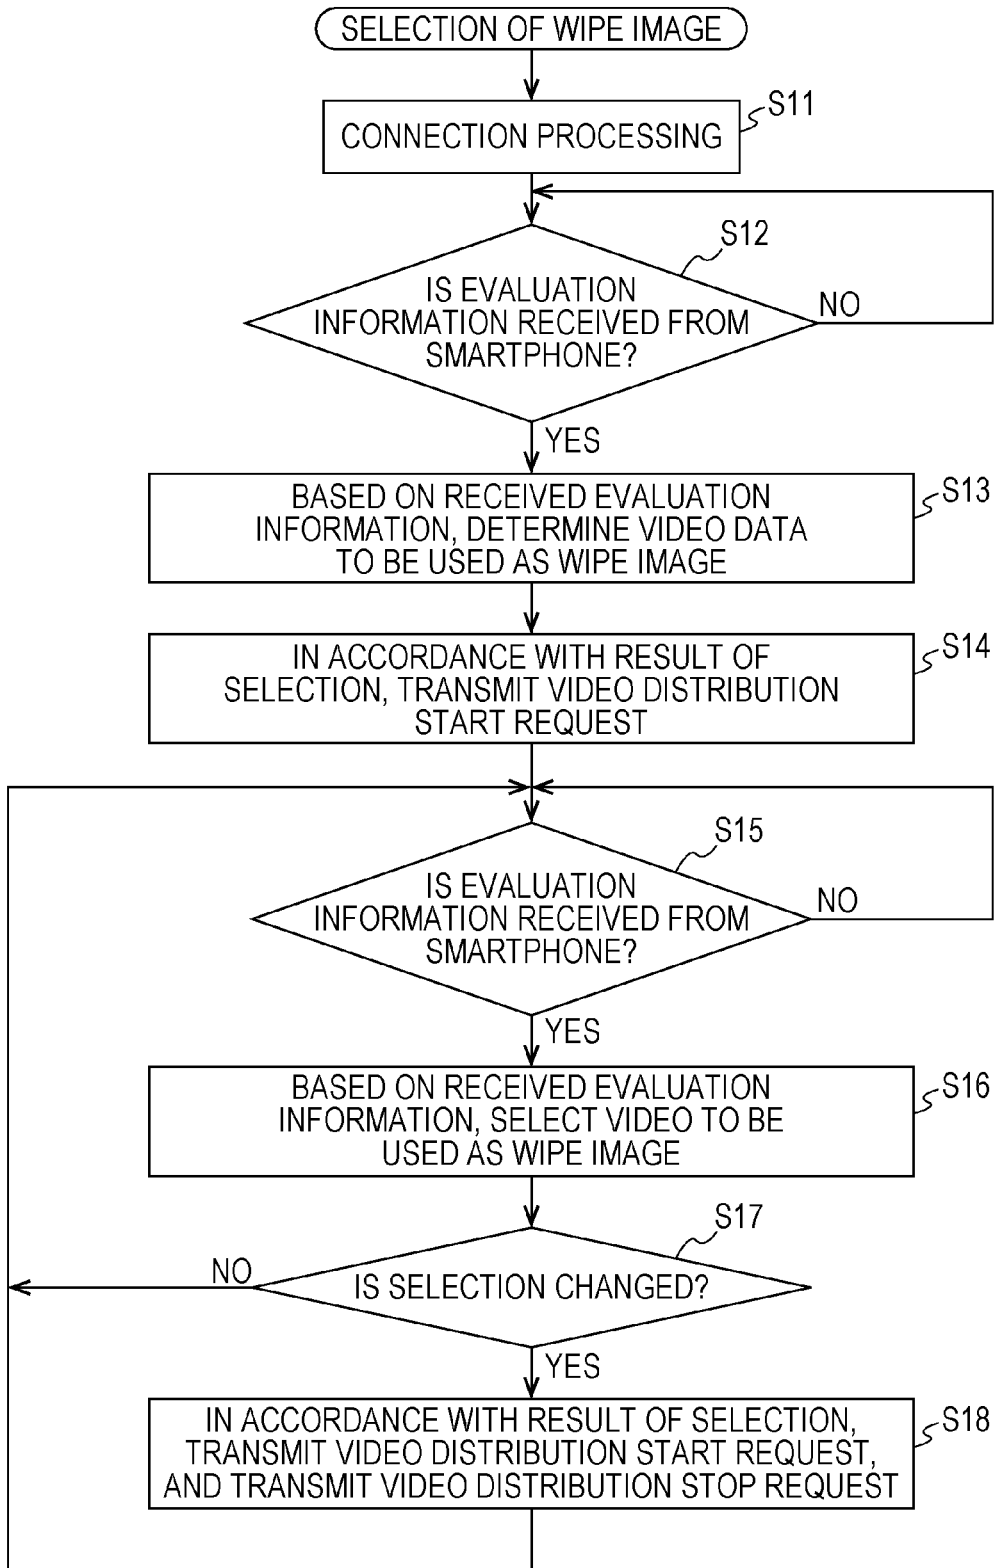 SELECTION OF WIPE IMAGE
S11
CONNECTION PROCESSING
S12
IS EVALUATION
INFORMATION RECEIVED FROM
SMARTPHONE?
NO
YES
S13
BASED ON RECEIVED EVALUATION
INFORMATION, DETERMINE VIDEO DATA
TO BE USED AS WIPE IMAGE
S14
IN ACCORDANCE WITH RESULT OF
SELECTION, TRANSMIT VIDEO DISTRIBUTION
START REQUEST
S15
IS EVALUATION
INFORMATION RECEIVED FROM
SMARTPHONE?
NO
YES
S16
BASED ON RECEIVED EVALUATION
INFORMATION, SELECT VIDEO TO BE
USED AS WIPE IMAGE
S17
IS SELECTION CHANGED?
NO
YES
S18
IN ACCORDANCE WITH RESULT OF SELECTION,
TRANSMIT VIDEO DISTRIBUTION START REQUEST,
AND TRANSMIT VIDEO DISTRIBUTION STOP REQUEST